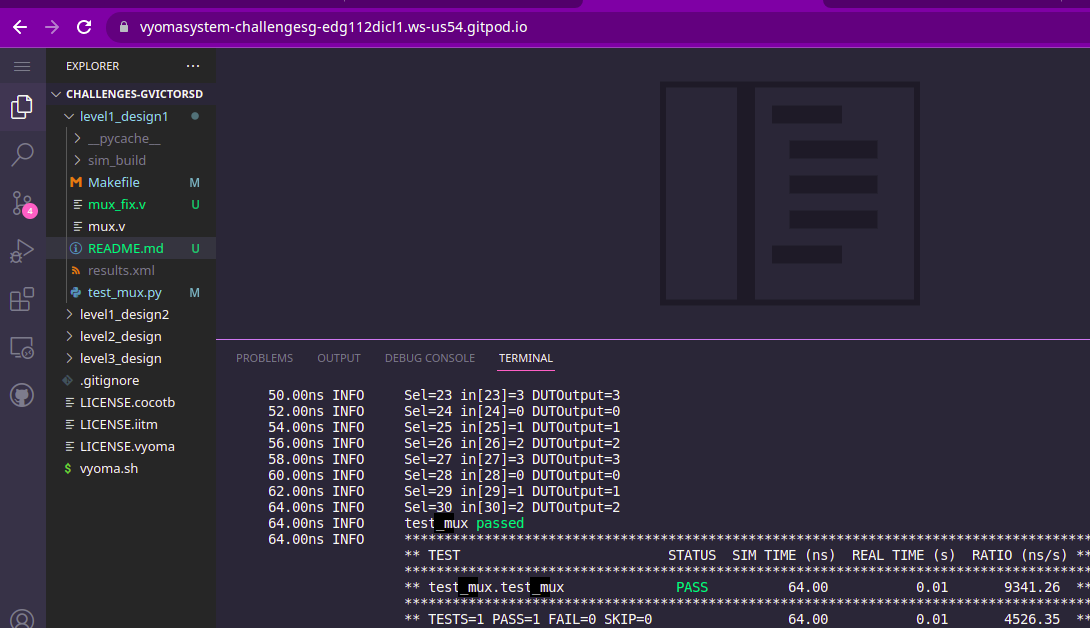 vyomasystem-challengesg-edg112dicl1.ws-us54.gitpod.io
EXPLORER ...
CHALLENGES-GVICTORSD
level1_design1
__pycache__
sim_build
Makefile M
mux_fix.v U
mux.v
README.md U
results.xml
test_mux.py M
level1_design2
level2_design
level3_design
.gitignore
LICENSE.cocotb
LICENSE.iitm
LICENSE.vyoma
$ vyoma.sh
4
PROBLEMS OUTPUT DEBUG CONSOLE TERMINAL
50.00ns INFO Sel=23 in[23]=3 DUTOutput=3
52.00ns INFO Sel=24 in[24]=0 DUTOutput=0
54.00ns INFO Sel=25 in[25]=1 DUTOutput=1
56.00ns INFO Sel=26 in[26]=2 DUTOutput=2
58.00ns INFO Sel=27 in[27]=3 DUTOutput=3
60.00ns INFO Sel=28 in[28]=0 DUTOutput=0
62.00ns INFO Sel=29 in[29]=1 DUTOutput=1
64.00ns INFO Sel=30 in[30]=2 DUTOutput=2
64.00ns INFO test_mux passed
64.00ns INFO **************************************************************************************
** TEST STATUS SIM TIME (ns) REAL TIME (s) RATIO (ns/s) **
**************************************************************************************
** test_mux.test_mux PASS 64.00 0.01 9341.26 **
**************************************************************************************
** TESTS=1 PASS=1 FAIL=0 SKIP=0 64.00 0.01 4526.35 **